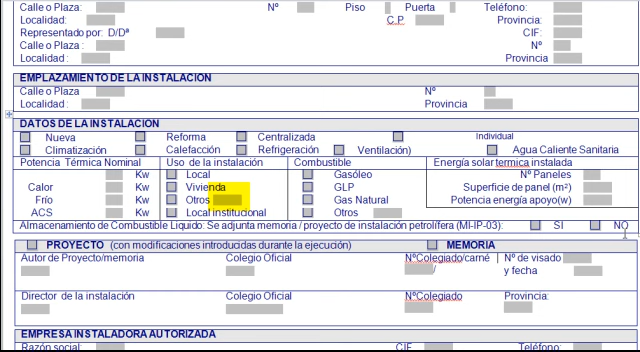 Calle o Plaza: Nº Piso Puerta Teléfono:
Localidad: C.P. Provincia:
Representado por: D/Dª CIF:
Calle o Plaza : Nº
Localidad : Provincia
EMPLAZAMIENTO DE LA INSTALACION
Calle o Plaza Nº
Localidad : Provincia
DATOS DE LA INSTALACION
Nueva Reforma Centralizada Individual
Climatización Calefacción Refrigeración Ventilación) Agua Caliente Sanitaria
Potencia Térmica Nominal Uso de la instalación Combustible Energía solar termica instalada
Kw Local Gasóleo Nº Paneles
Calor Kw Vivienda GLP Superficie de panel (m²)
Frío Kw Otros Gas Natural Potencia energía apoyo(w)
ACS Kw Local institucional Otros
Almacenamiento de Combustible Liquido: Se adjunta memoria / proyecto de instalación petrolífera (MI-IP-03): SI NO
PROYECTO (con modificaciones introducidas durante la ejecución) MEMORIA
Autor de Proyecto/memoria Colegio Oficial NºColegiado/carné Nº de visado
/ y fecha
Director de la instalación Colegio Oficial NºColegiado Provincia:
EMPRESA INSTALADORA AUTORIZADA
Razón social: CIF Teléfono: